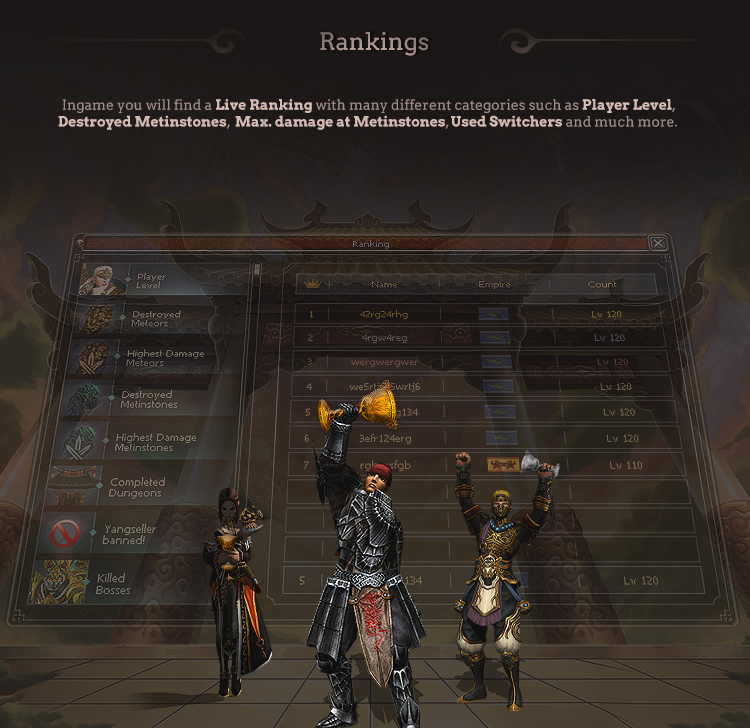 Rankings
Ingame you will find a Live Ranking with many different categories such as Player Level,
Destroyed Metinstones, Max. damage at Metinstones, Used Switchers and much more.
Ranking
Player
Level
Destroyed
Meteors
Highest Damage
Meteors
Destroyed
Metinstones
Highest Damage
Metinstones
Completed
Dungeons
Yangseller
banned!
Killed
Bosses
Name Empire Count
1 42rg24rhg Lv 120
2 4rgw4reg Lv 120
3 wergwergwer Lv 120
4 Lv 120
5 Lv 120
6 3efr124erg Lv 120
7 Lv 110
5 Lv 120